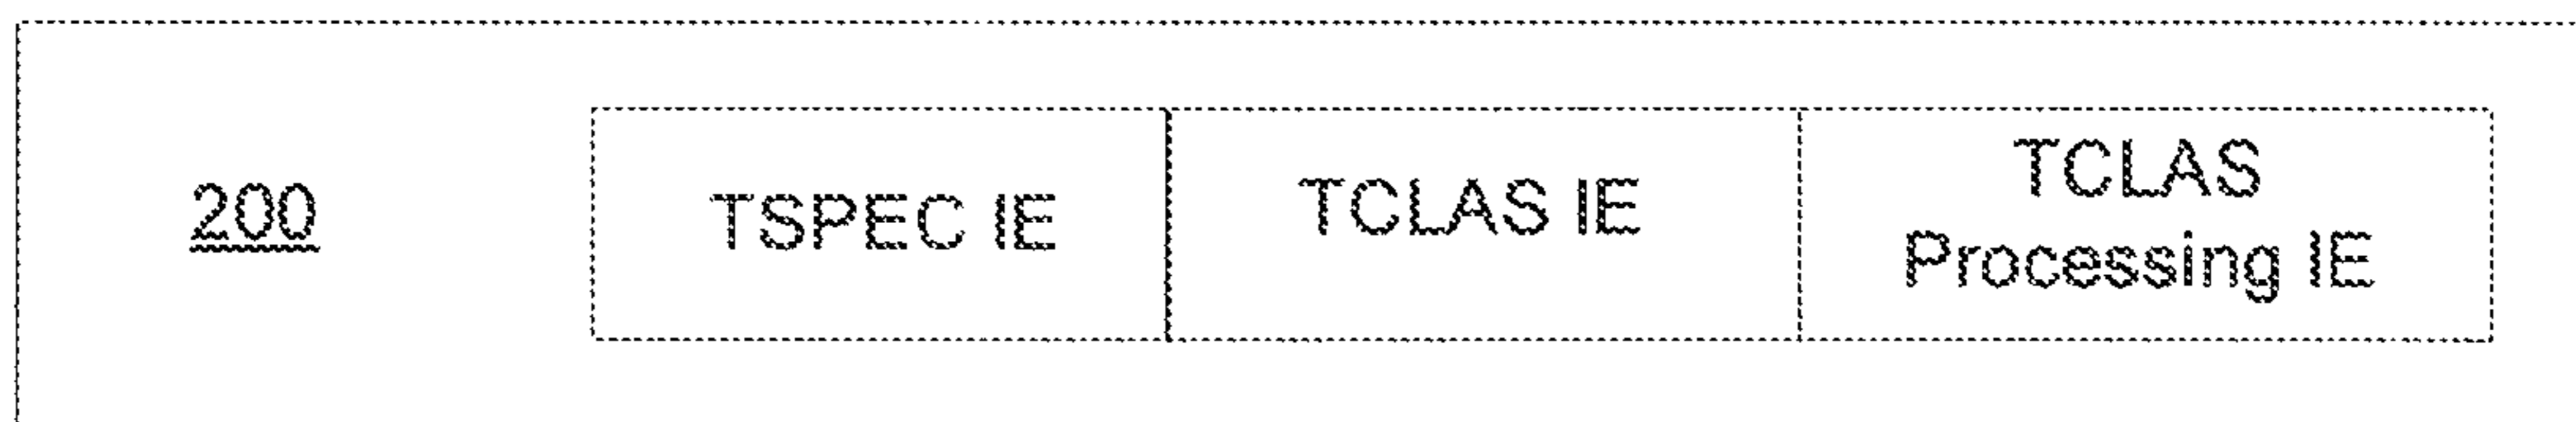 200
TSPEC IE
TCLAS IE
TCLAS
Processing IE